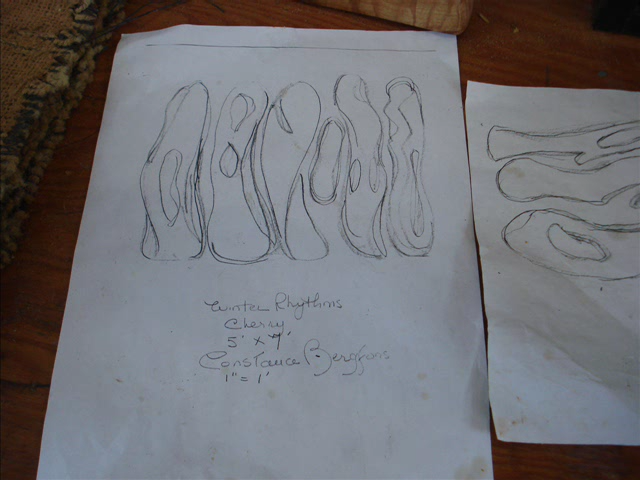 Winter Rhythms
Cherry
5' x 7'
Constance Bergfors
1" = 1'